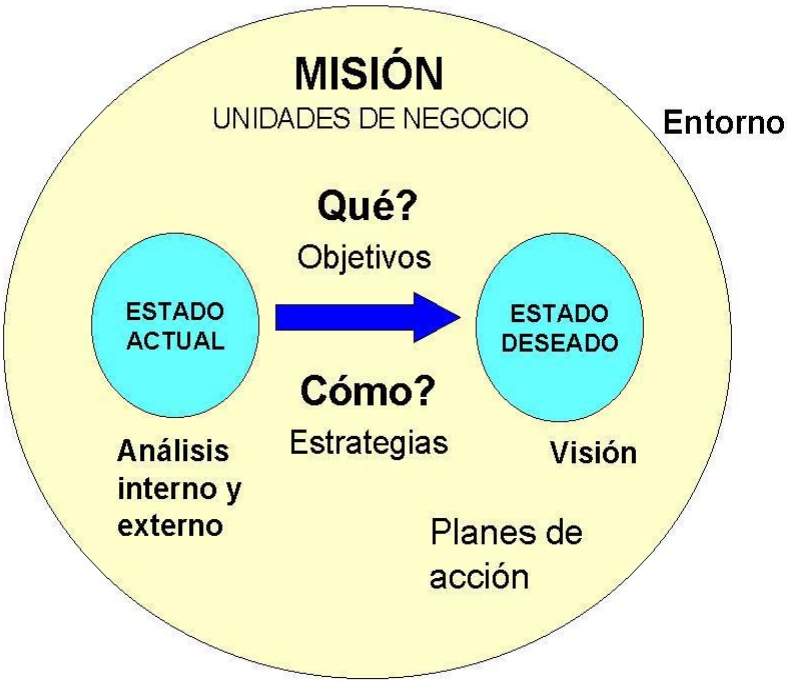 MISIÓN
UNIDADES DE NEGOCIO
Entorno
Qué?
Objetivos
ESTADO
ACTUAL
ESTADO
DESEADO
Cómo?
Estrategias
Análisis
interno y
externo
Visión
Planes de
acción